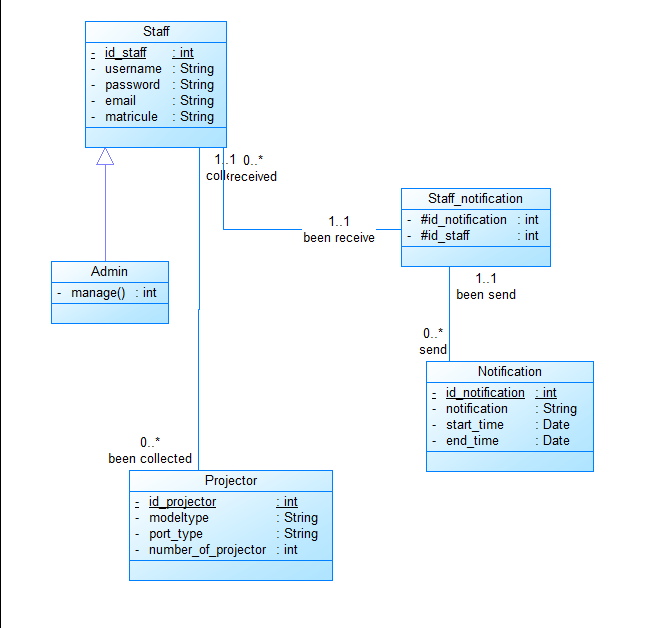 Staff
- id_staff : int
- username : String
- password : String
- email : String
- matricule : String
1..1 0..*
received
Staff_notification
- #id_notification : int
- #id_staff : int
1..1
been receive
Admin
- manage() : int
1..1
been send
0..*
send
Notification
- id_notification : int
- notification : String
- start_time : Date
- end_time : Date
0..*
been collected
Projector
- id_projector : int
- modeltype : String
- port_type : String
- number_of_projector : int